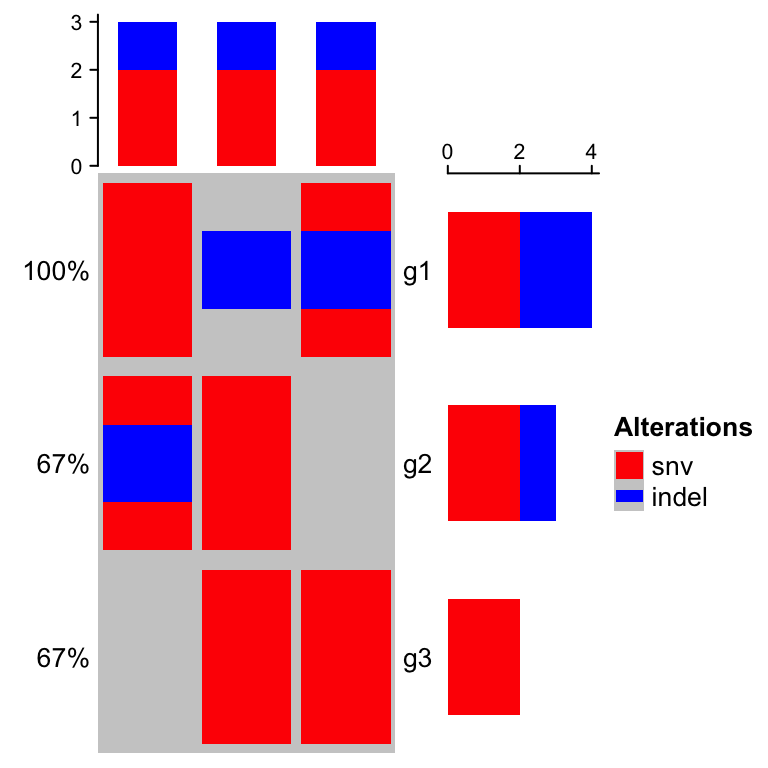 3
2
1
0
0 2 4
100% g1
67% g2
Alterations
snv
indel
67% g3